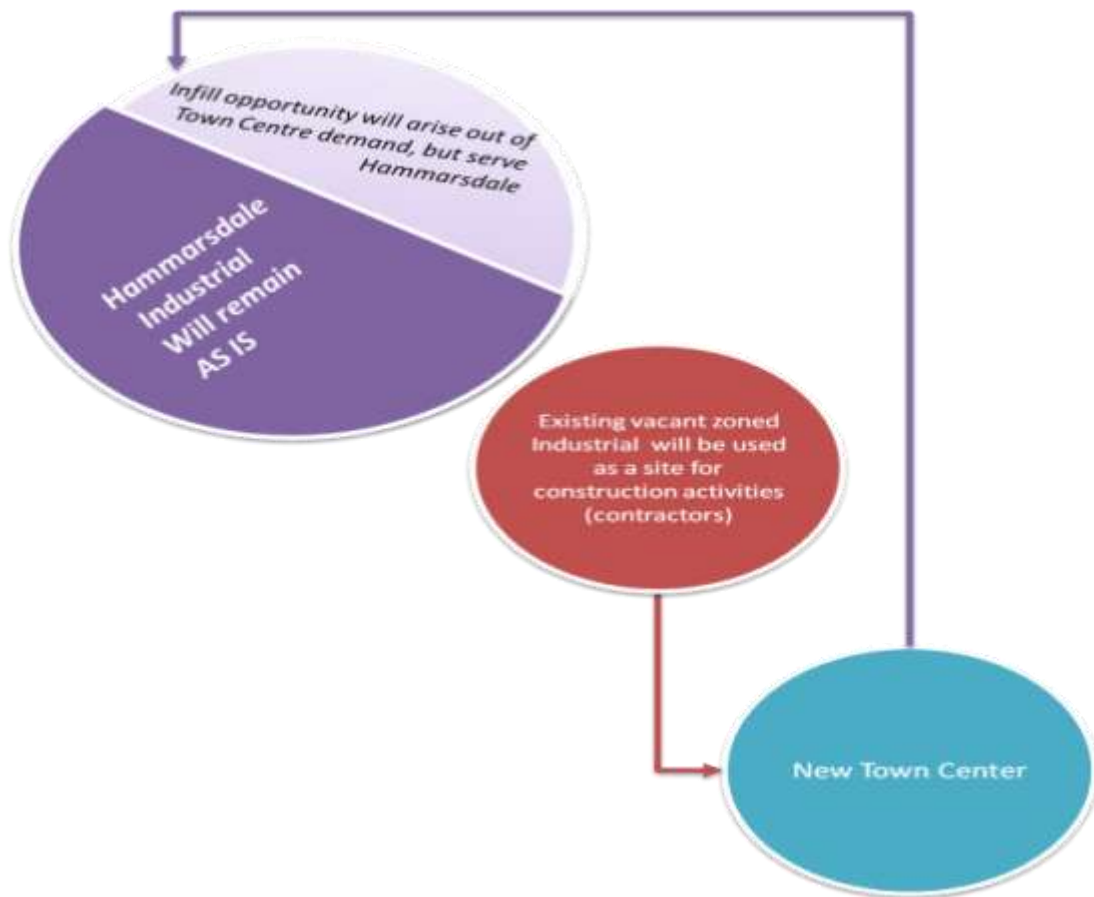 Infill opportunity will arise out of
Town Centre demand, but serve
Hammarsdale
Hammarsdale
Industrial
Will remain
AS IS
Existing vacant zoned
Industrial will be used
as a site for
construction activities
(contractors)
New Town Center